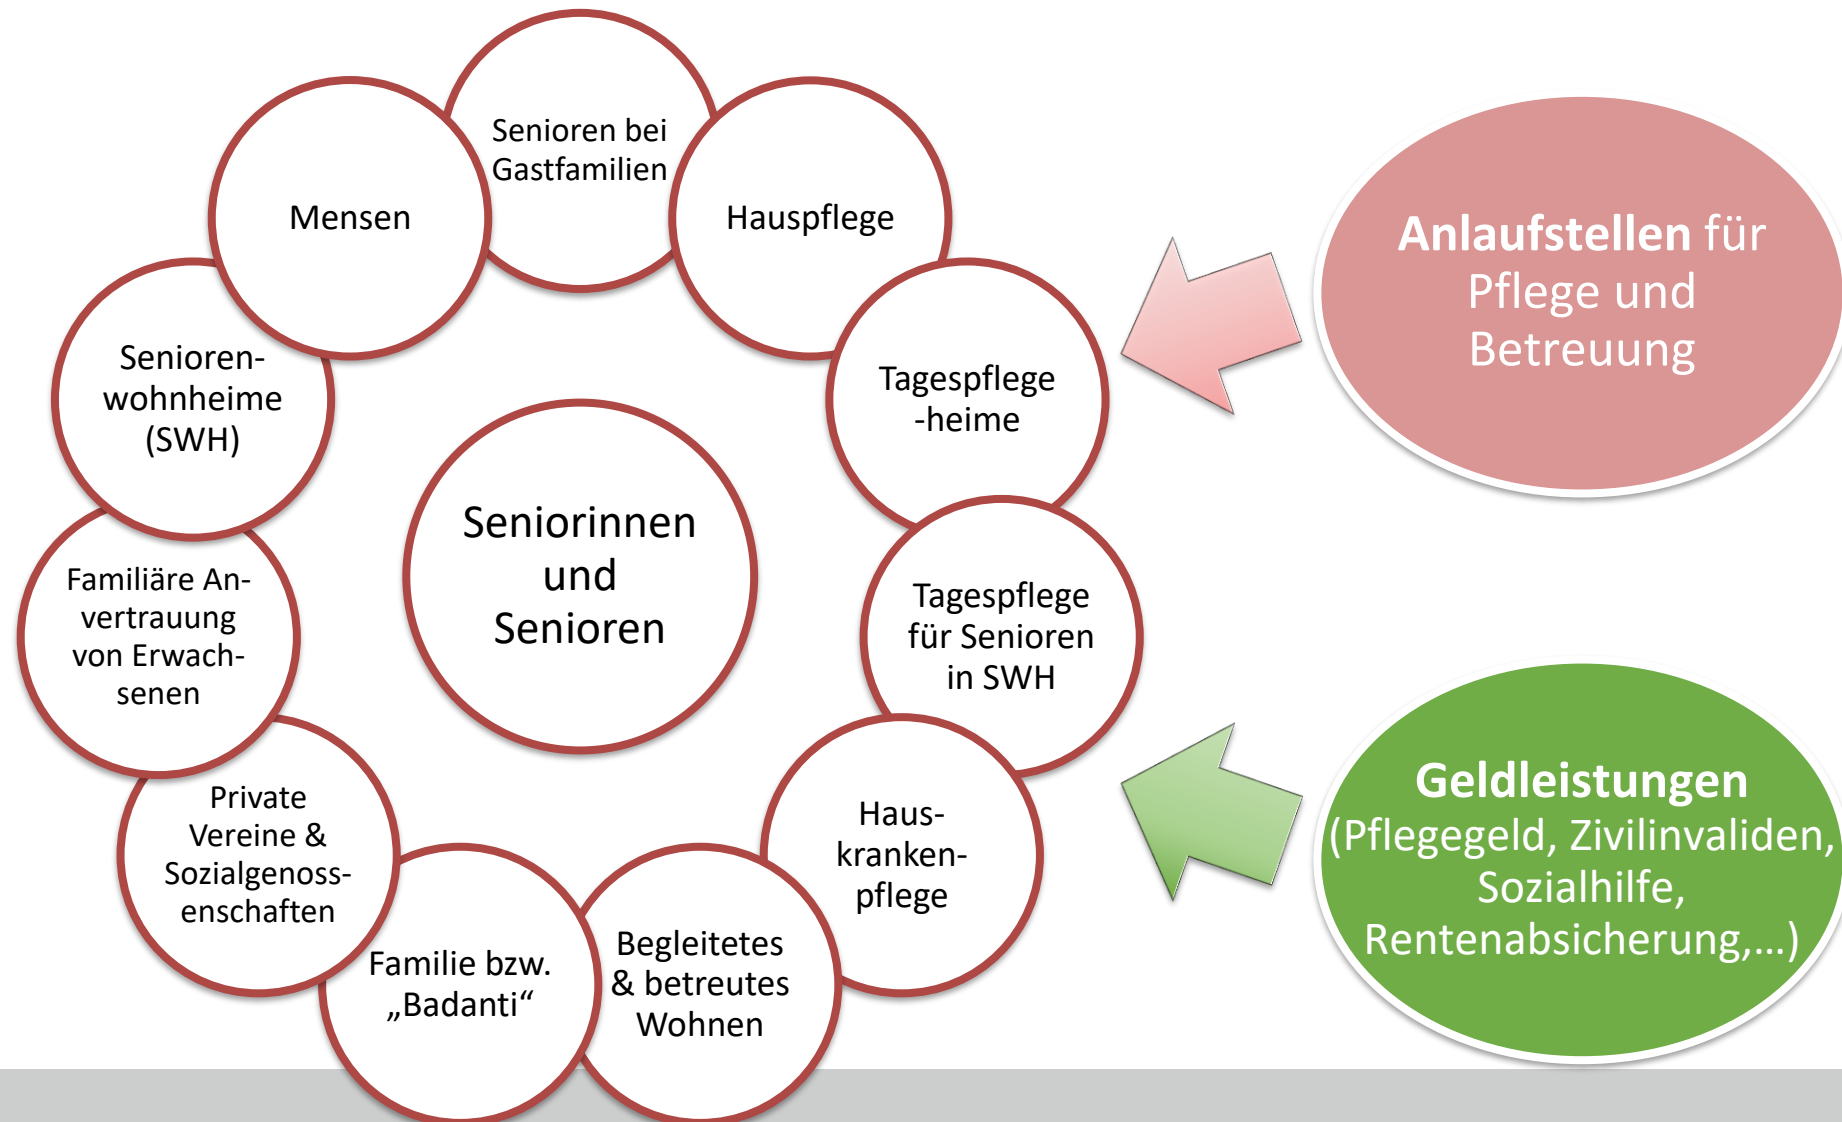 Senioren bei
Gastfamilien
Hauspflege
Tagespflege
-heime
Tagespflege
für Senioren
in SWH
Haus-
kranken-
pflege
Begleitetes
& betreutes
Wohnen
Familie bzw.
„Badanti“
Private
Vereine &
Sozialgenoss-
enschaften
Familiäre An-
vertrauung
von Erwach-
senen
Senioren-
wohnheime
(SWH)
Mensen
Seniorinnen
und
Senioren
Anlaufstellen für
Pflege und
Betreuung
Geldleistungen
(Pflegegeld, Zivilinvaliden,
Sozialhilfe,
Rentenabsicherung,...)